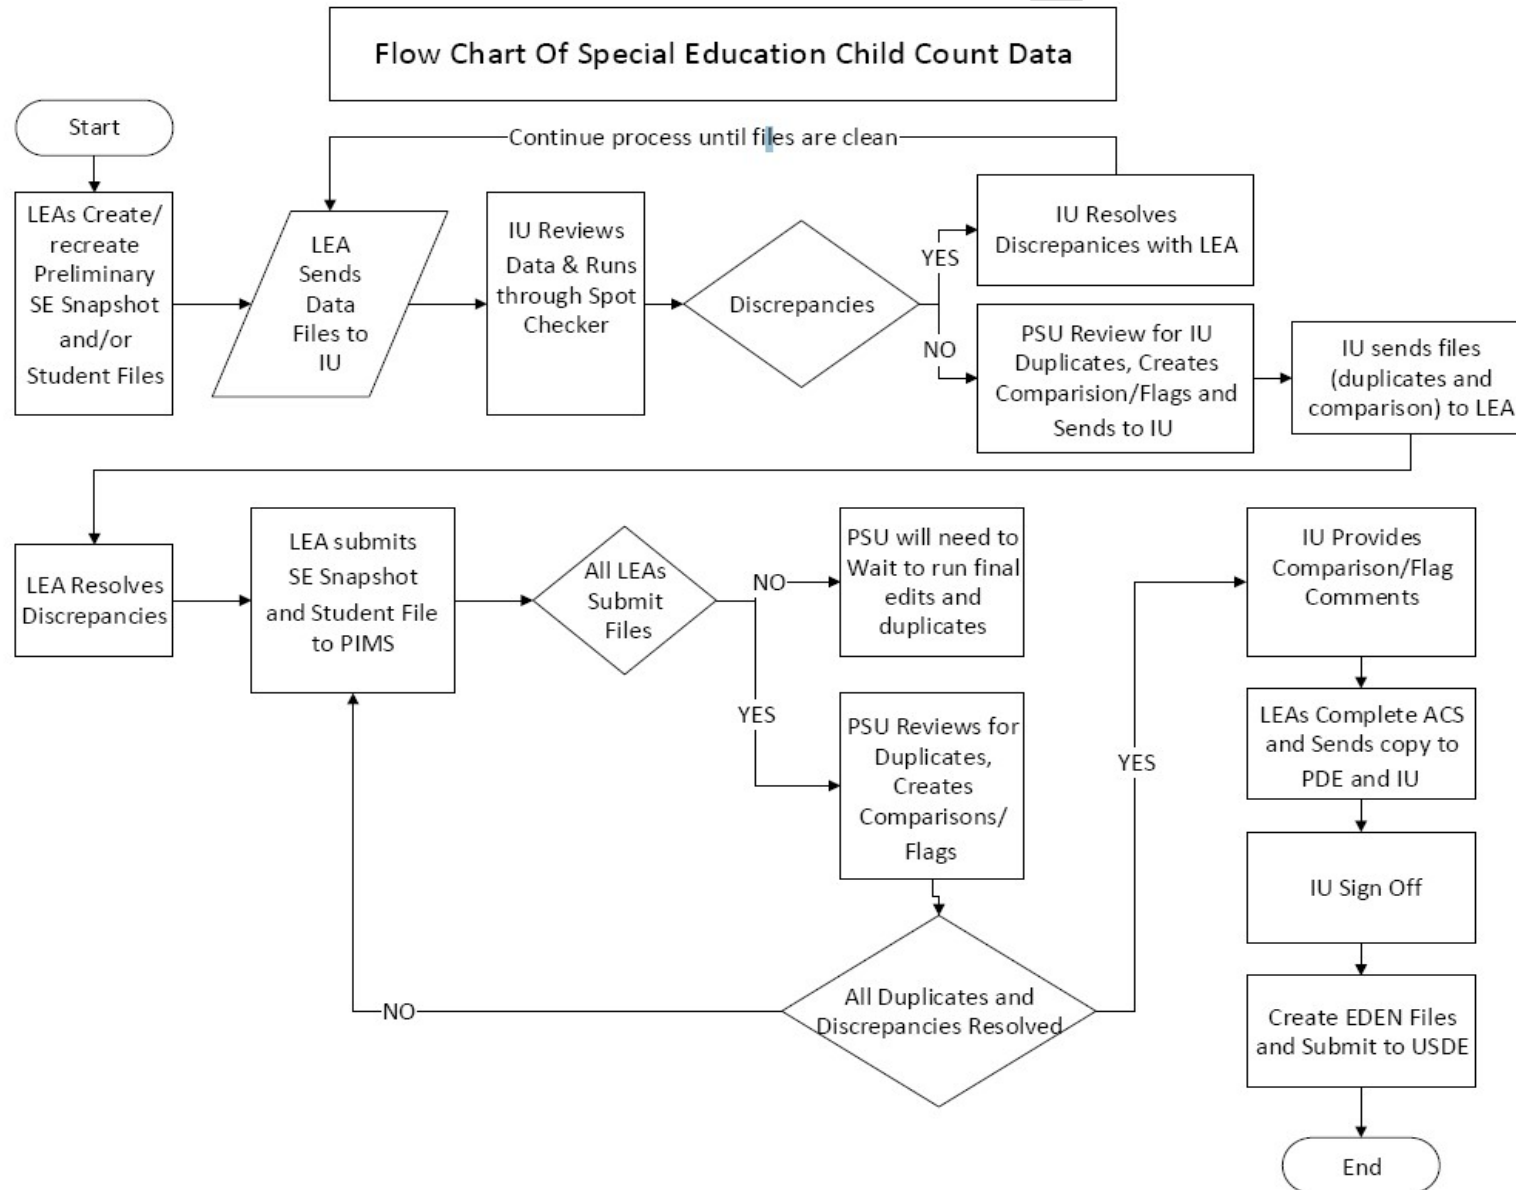 Flow Chart Of Special Education Child Count Data
Start
Continue process until files are clean
LEAs Create/
recreate
Preliminary
SE Snapshot
and/or
Student Files
LEA
Sends
Data
Files to
IU
IU Reviews
Data & Runs
through Spot
Checker
Discrepancies
YES
IU Resolves
Discrepanices with LEA
NO
PSU Review for IU
Duplicates, Creates
Comparision/Flags and
Sends to IU
IU sends files
(duplicates and
comparison) to LEA
LEA Resolves
Discrepancies
LEA submits
SE Snapshot
and Student File
to PIMS
All LEAs
Submit
Files
NO
PSU will need to
Wait to run final
edits and
duplicates
YES
PSU Reviews for
Duplicates,
Creates
Comparisons/
Flags
All Duplicates and
Discrepancies Resolved
NO
YES
IU Provides
Comparison/Flag
Comments
LEAs Complete ACS
and Sends copy to
PDE and IU
IU Sign Off
Create EDEN Files
and Submit to USDE
End